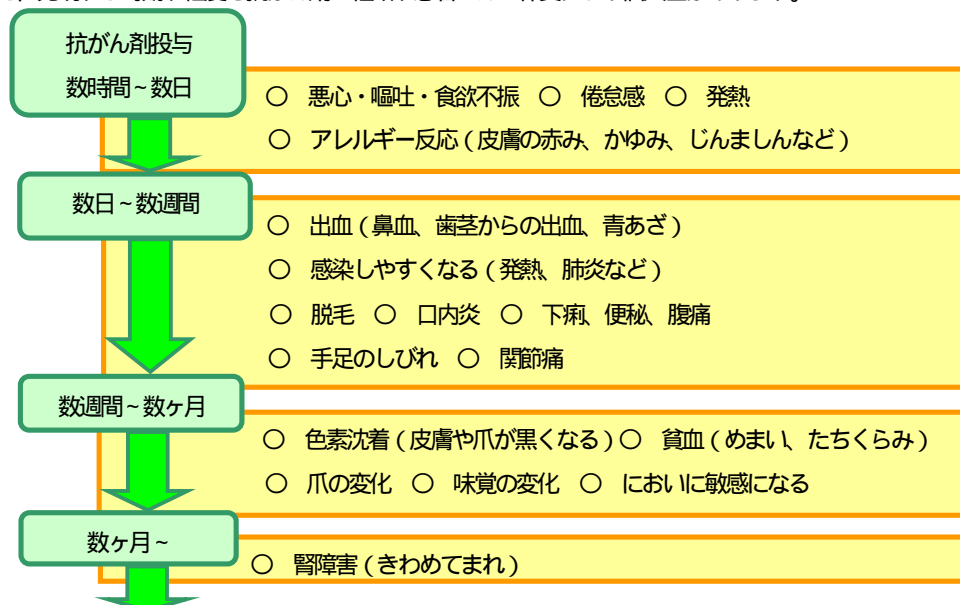 抗がん剤投与
数時間~数日
○ 悪心・嘔吐・食欲不振 ○ 倦怠感 ○ 発熱
○ アレルギー反応(皮膚の赤み、かゆみ、じんましんなど)
数日~数週間
○ 出血(鼻血、歯茎からの出血、青あざ)
○ 感染しやすくなる(発熱、肺炎など)
○ 脱毛 ○ 口内炎 ○ 下痢、便秘、腹痛
○ 手足のしびれ ○ 関節痛
数週間~数ヶ月
○ 色素沈着(皮膚や爪が黒くなる)○ 貧血(めまい、たちくらみ)
○ 爪の変化 ○ 味覚の変化 ○ においに敏感になる
数ヶ月~
○ 腎障害(きわめてまれ)